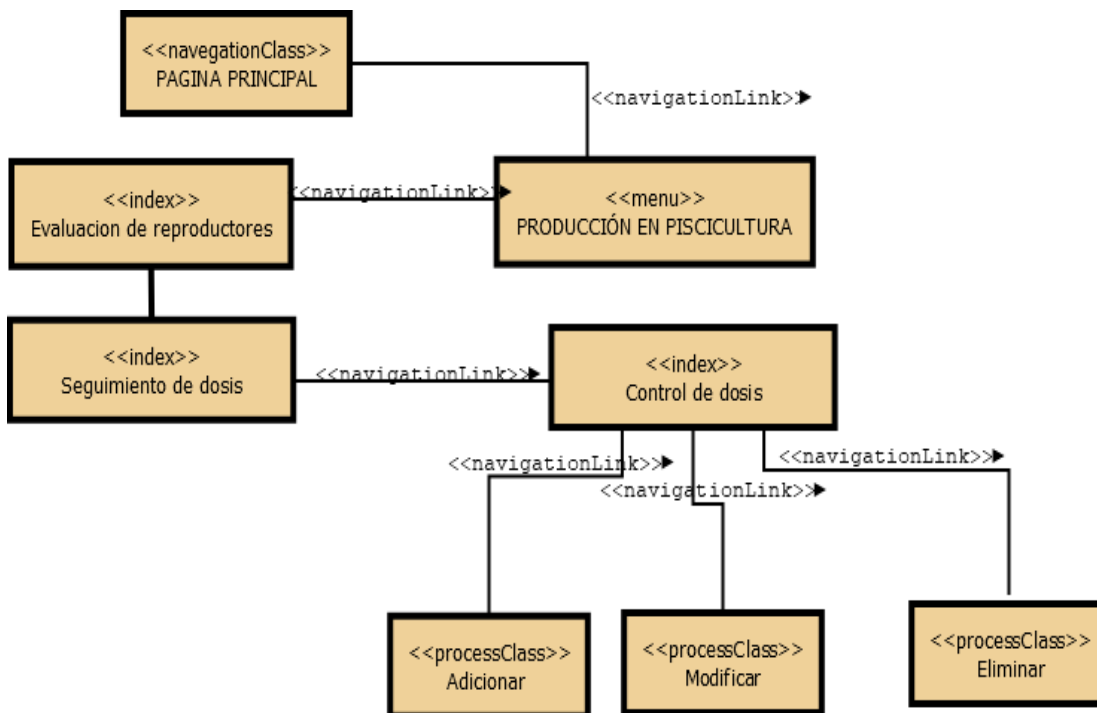 <<navegationClass>>
PAGINA PRINCIPAL
<<navigationLink>>
<<index>>
Evaluacion de reproductores
<<navigationLink>>
<<menu>>
PRODUCCIÓN EN PISCICULTURA
<<index>>
Seguimiento de dosis
<<navigationLink>>
<<index>>
Control de dosis
<<navigationLink>>
<<navigationLink>>
<<navigationLink>>
<<processClass>>
Adicionar
<<processClass>>
Modificar
<<processClass>>
Eliminar